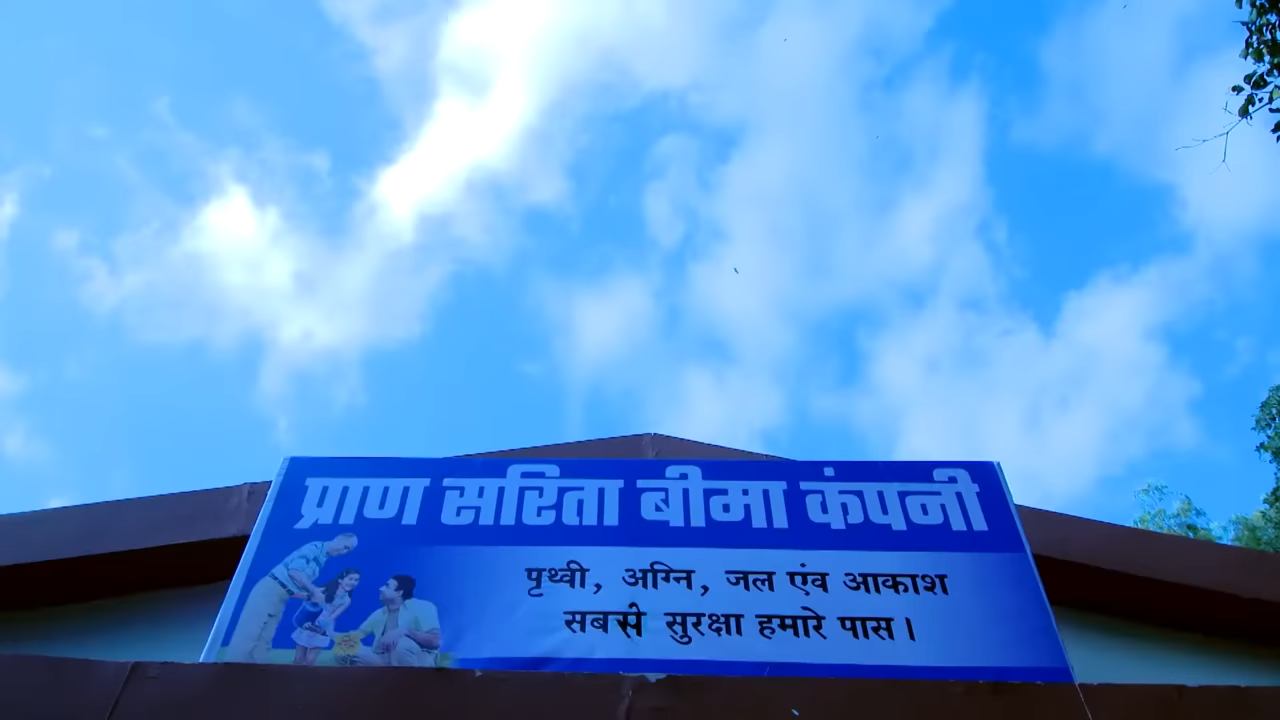 प्राण सरिता बीमा कंपनी
पृथ्वी, अग्नि, जल एंव आकाश
सबसे सुरक्षा हमारे पास।